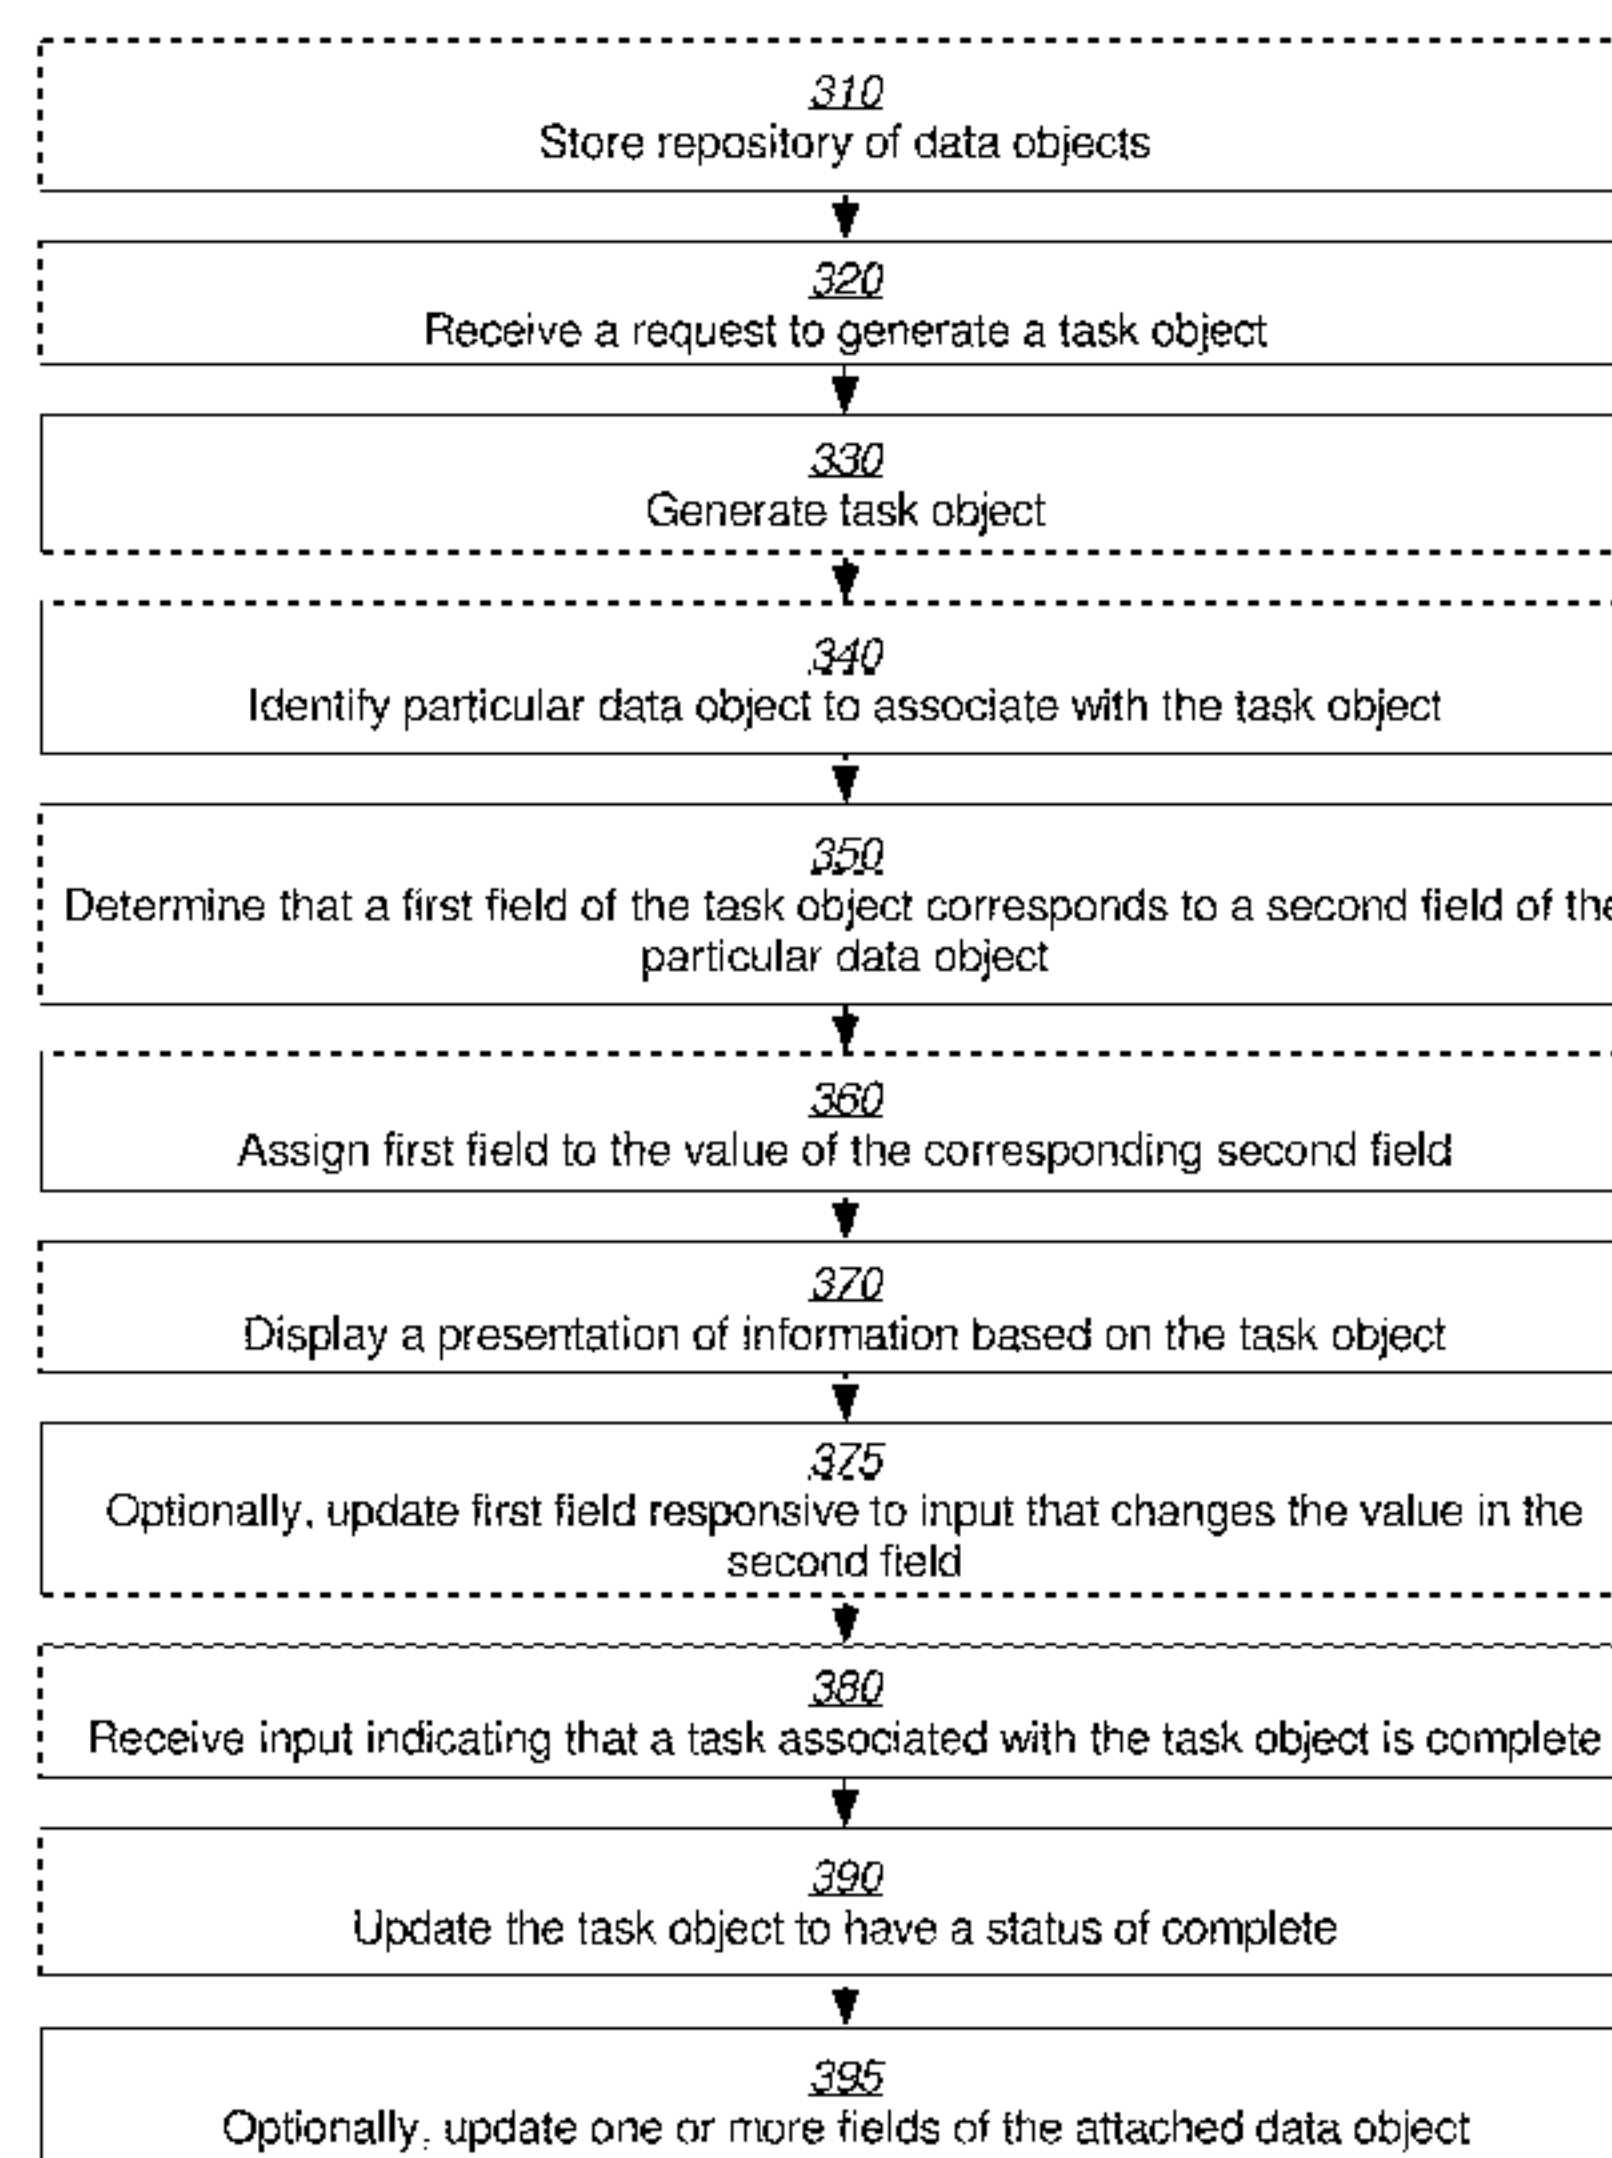 310
Store repository of data objects
320
Receive a request to generate a task object
330
Generate task object
340
Identify particular data object to associate with the task object
350
Determine that a first field of the task object corresponds to a second field of the
particular data object
360
Assign first field to the value of the corresponding second field
370
Display a presentation of information based on the task object
375
Optionally, update first field responsive to input that changes the value in the
second field
380
Receive input indicating that a task associated with the task object is complete
390
Update the task object to have a status of complete
395
Optionally, update one or more fields of the attached data object